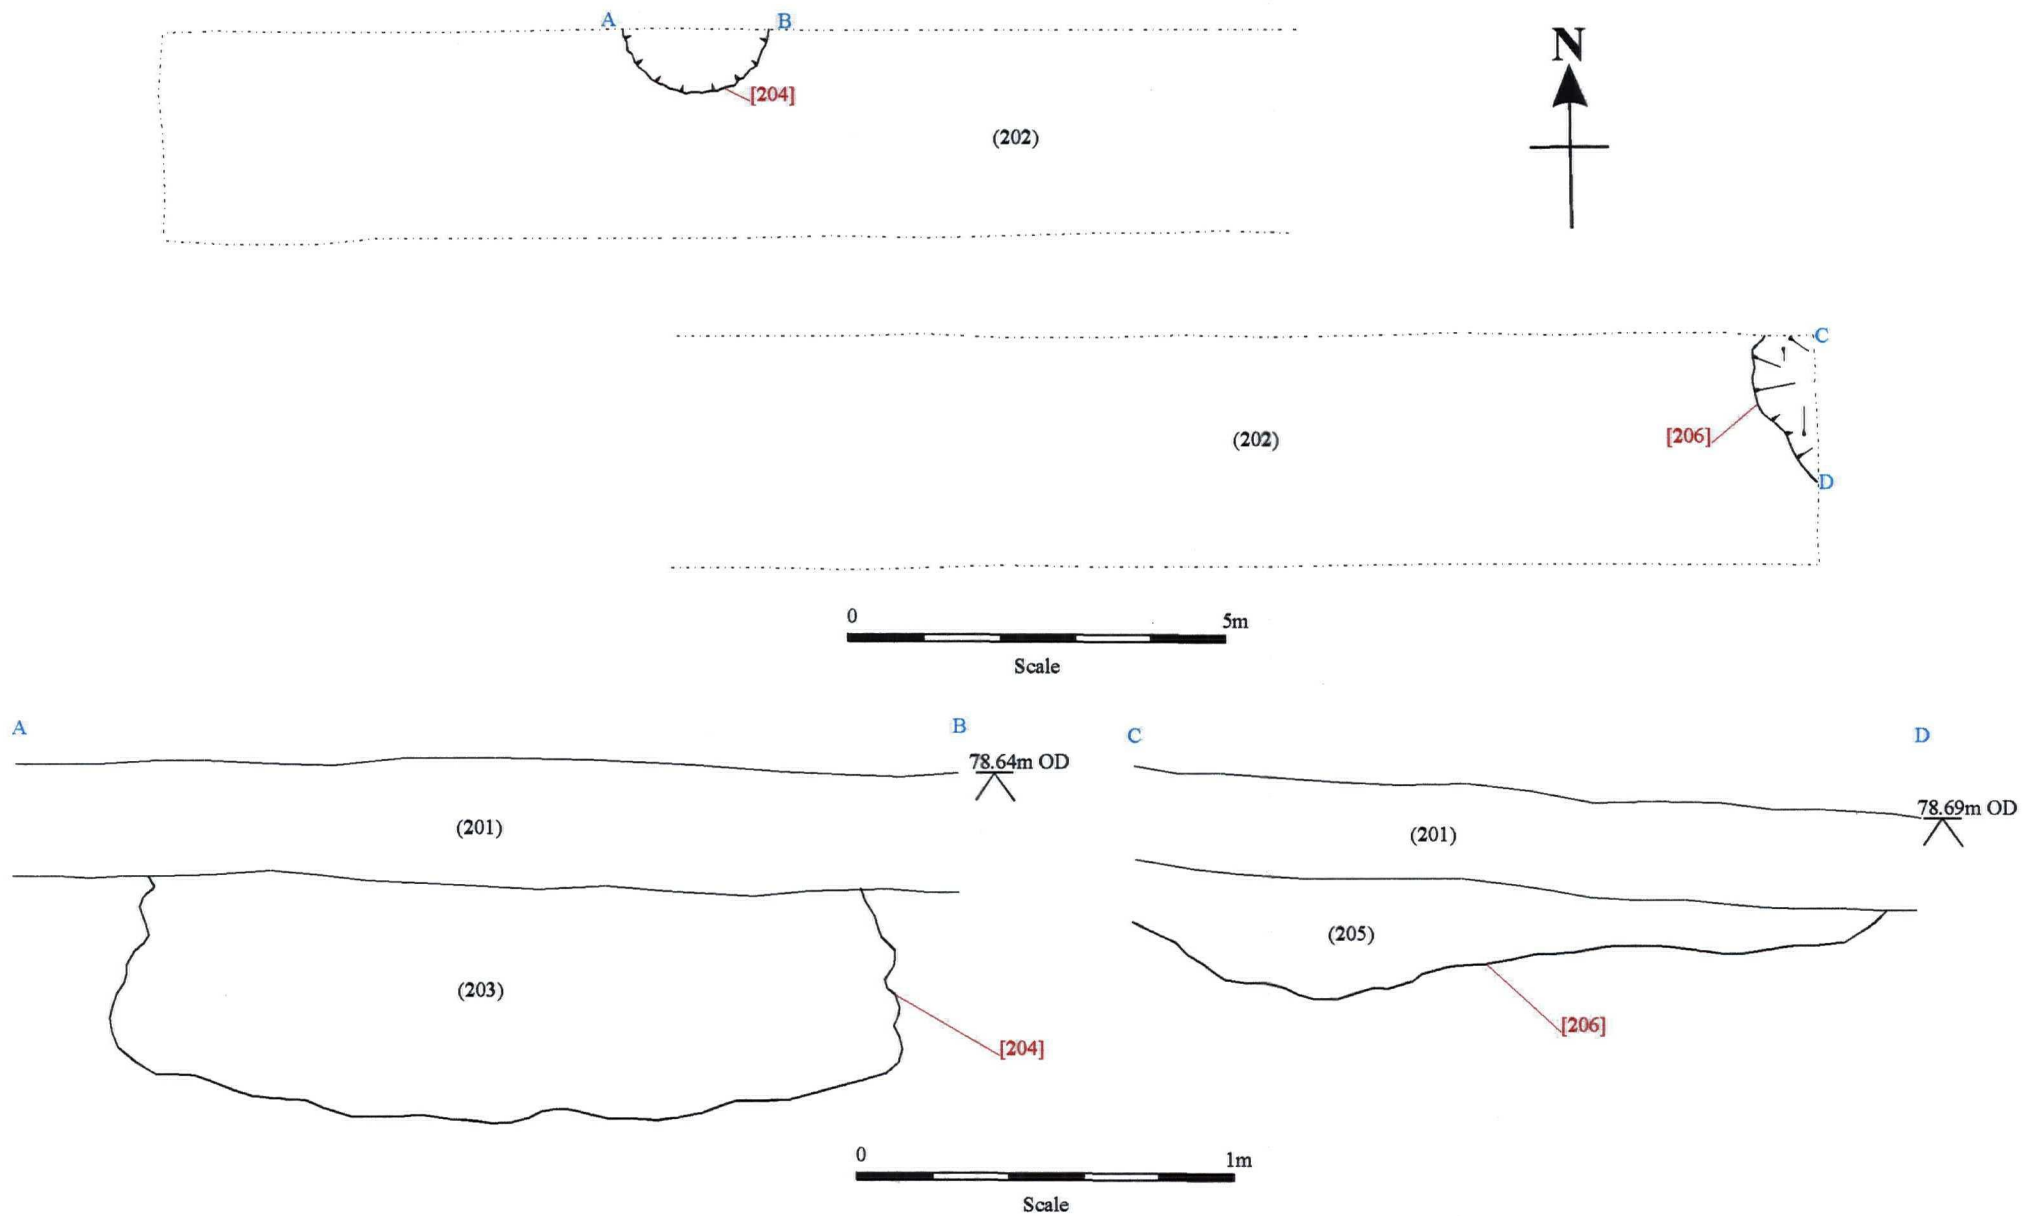 A B
N
[204]
(202)
C
[206]
(202)
D
0 5m
Scale
A B C D
78.64m OD
78.69m OD
(201)
(201)
(205)
(203)
[206]
[204]
0 1m
Scale